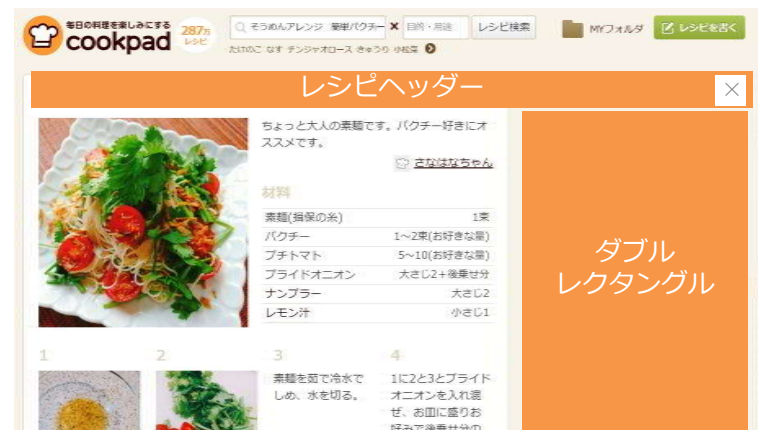 毎日の料理を楽しみにする
cookpad
287万
レシピ
そうめんアレンジ 簡単パクチー
目的・用途
レシピ検索
MYフォルダ
レシピを書く
たけのこ なす チンジャオロース きゅうり 小松菜
レシピヘッダー
ちょっと大人の素麺です。パクチー好きにオ
ススメです。
さなはなちゃん
材料
素麺(揖保の糸) 1束
パクチー 1～2束(お好きな量)
プチトマト 5～10(お好きな量)
フライドオニオン 大さじ2+後乗せ分
ナンプラー 大さじ2
レモン汁 小さじ1
ダブル
レクタングル
1
2
3
4
素麺を茹で冷水で
しめ、水を切る。
1に2と3とフライド
オニオンを入れ混
ぜ、お皿に盛りお
好みで後乗せ分の